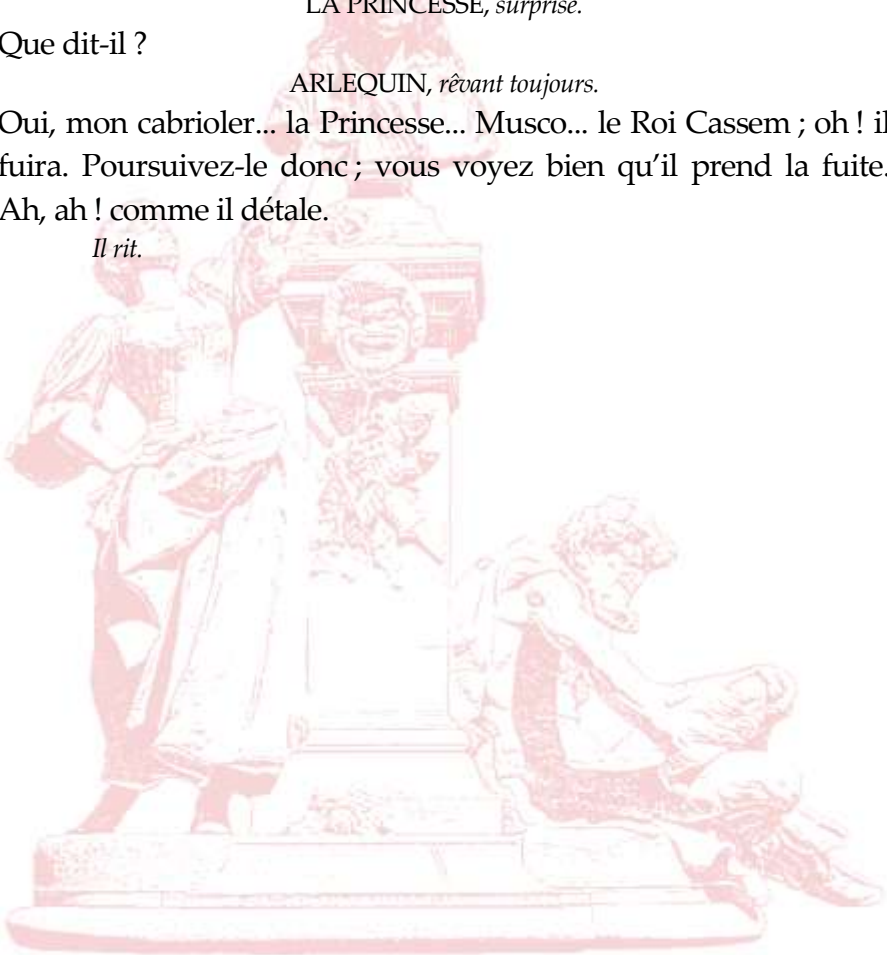 LA PRINCESSE, surprise.
Que dit-il ?
ARLEQUIN, rêvant toujours.
Oui, mon cabrioler... la Princesse... Musco... le Roi Cassem ; oh ! il
fuira. Poursuivez-le donc ; vous voyez bien qu’il prend la fuite.
Ah, ah ! comme il détale.
Il rit.